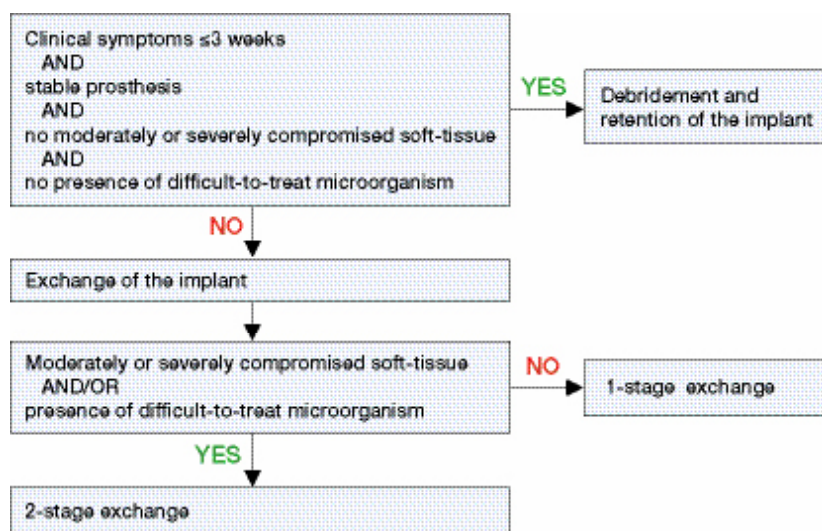 Clinical symptoms ≤3 weeks
AND
stable prosthesis
AND
no moderately or severely compromised soft-tissue
AND
no presence of difficult-to-treat microorganism
YES
Debridement and
retention of the implant
NO
Exchange of the implant
Moderately or severely compromised soft-tissue
AND/OR
presence of difficult-to-treat microorganism
NO
1-stage exchange
YES
2-stage exchange